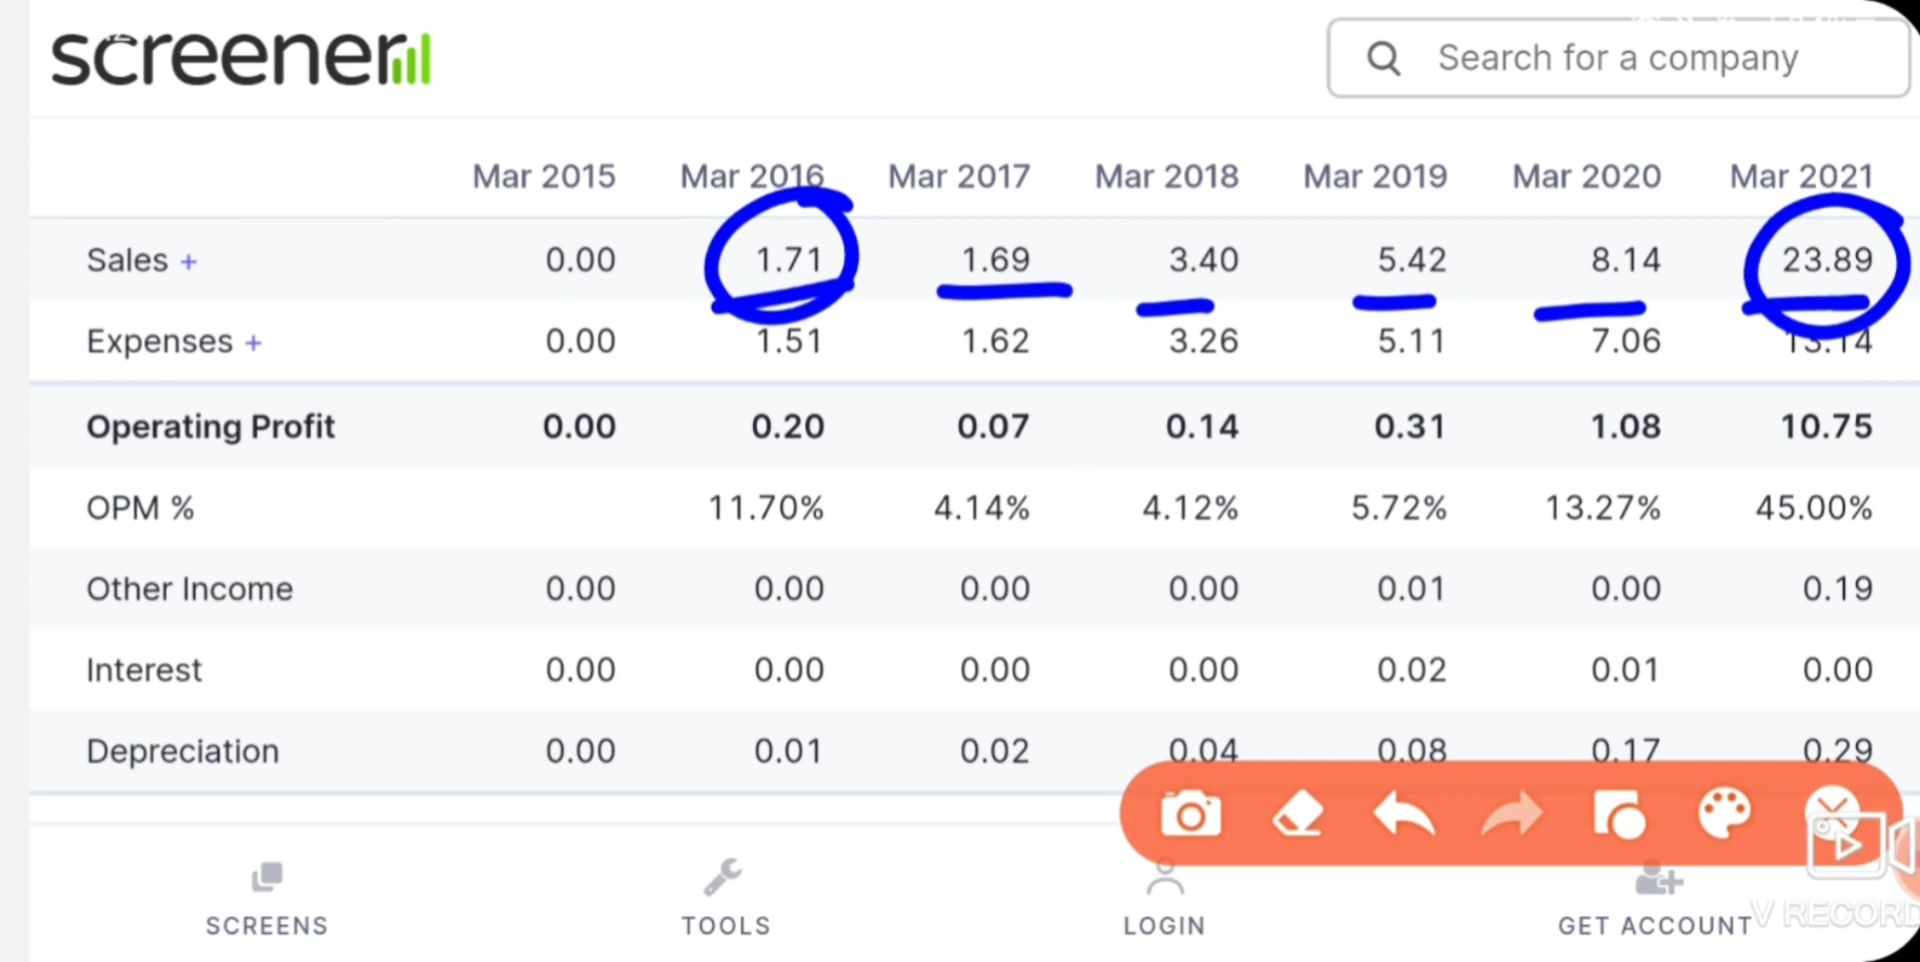 screener
Search for a company
Mar 2015 Mar 2016 Mar 2017 Mar 2018 Mar 2019 Mar 2020 Mar 2021
Sales + 0.00 1.71 1.69 3.40 5.42 8.14 23.89
Expenses + 0.00 1.51 1.62 3.26 5.11 7.06 13.14
Operating Profit 0.00 0.20 0.07 0.14 0.31 1.08 10.75
OPM % 11.70% 4.14% 4.12% 5.72% 13.27% 45.00%
Other Income 0.00 0.00 0.00 0.00 0.01 0.00 0.19
Interest 0.00 0.00 0.00 0.00 0.02 0.01 0.00
Depreciation 0.00 0.01 0.02 0.04 0.08 0.17 0.29
SCREENS TOOLS LOGIN GET ACCOUNT
V RECORD